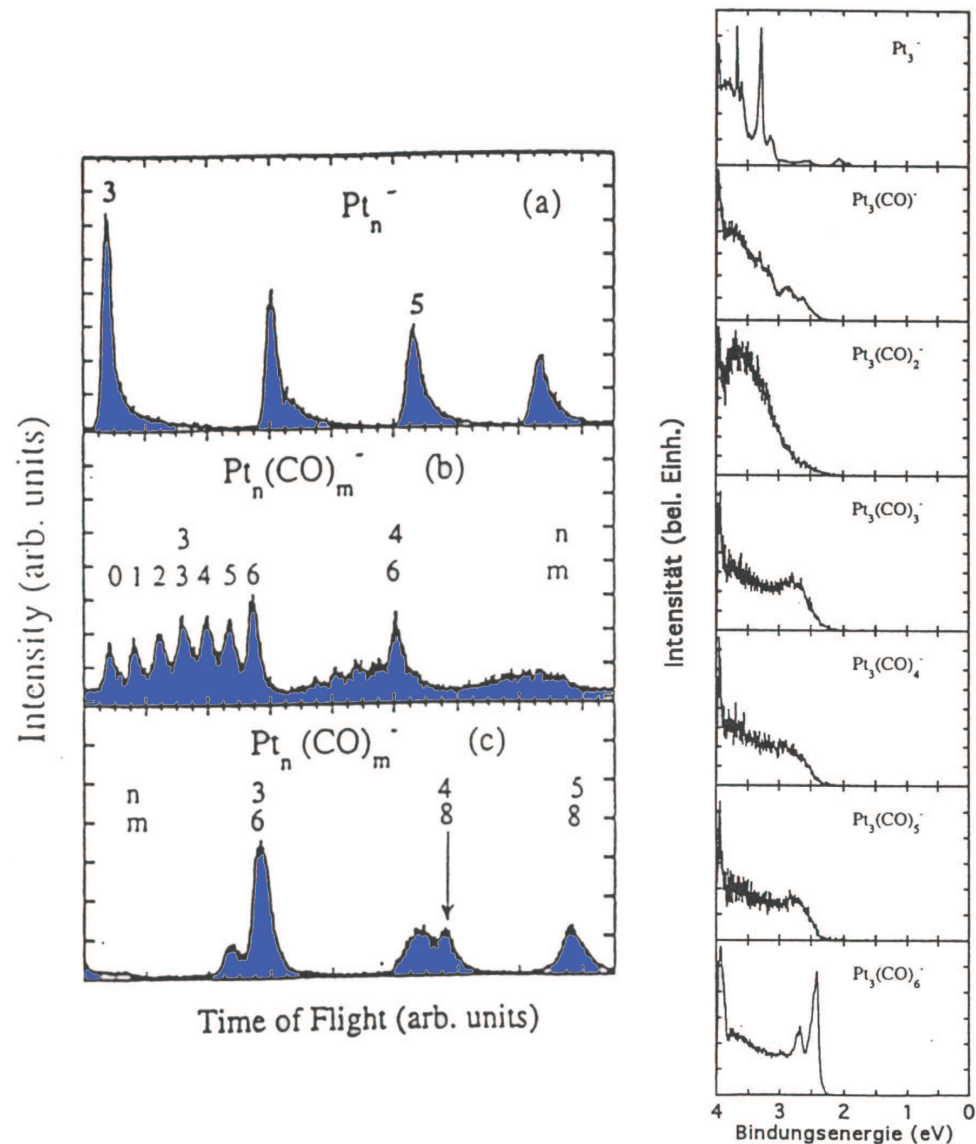 Intensity (arb. units)
Pt_n^- (a)
3
5
Pt_n(CO)_m^- (b)
3 4 n
0 1 2 3 4 5 6 6 m
Pt_n(CO)_m^- (c)
n 3 4 5
m 6 8 8
Time of Flight (arb. units)
Intensität (bel. Einh.)
Pt_3^-
Pt_3(CO)^-
Pt_3(CO)_2^-
Pt_3(CO)_3^-
Pt_3(CO)_4^-
Pt_3(CO)_5^-
Pt_3(CO)_6^-
4 3 2 1 0
Bindungsenergie (eV)